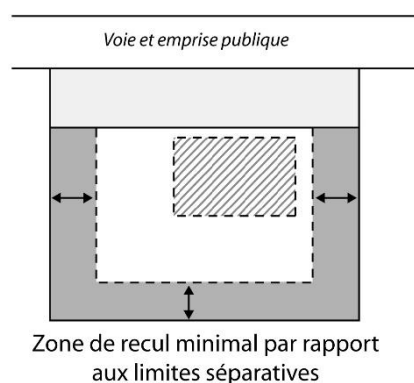 Voie et emprise publique
Zone de recul minimal par rapport
aux limites séparatives